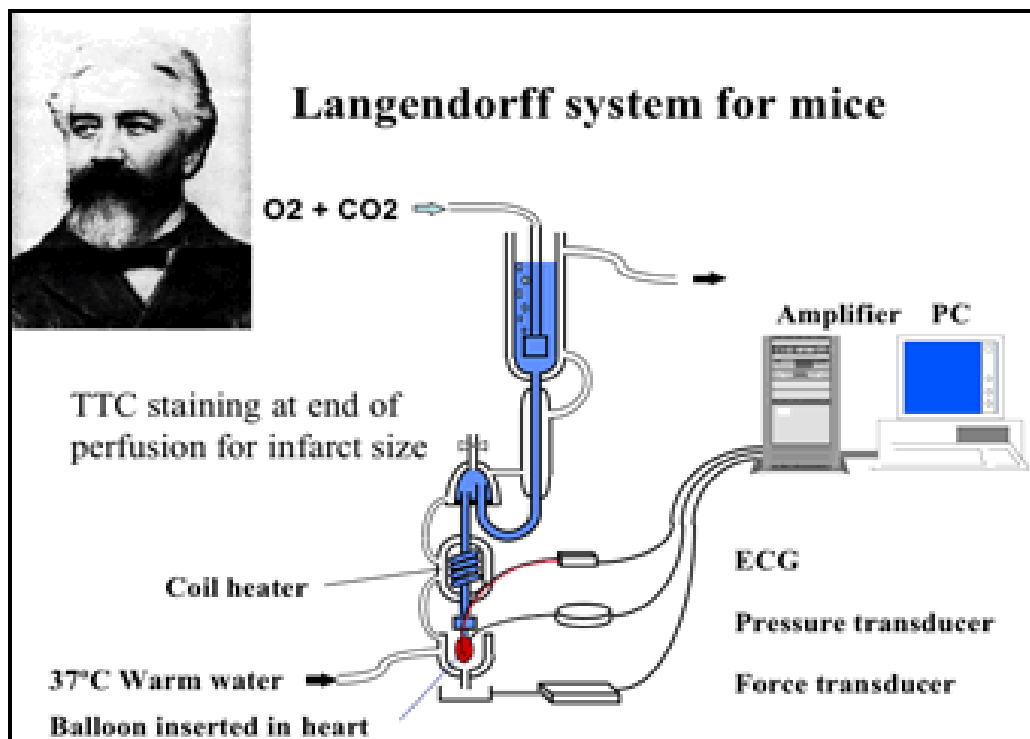 Langendorff system for mice
O2 + CO2
Amplifier PC
TTC staining at end of
perfusion for infarct size
Coil heater
ECG
Pressure transducer
37°C Warm water
Force transducer
Balloon inserted in heart